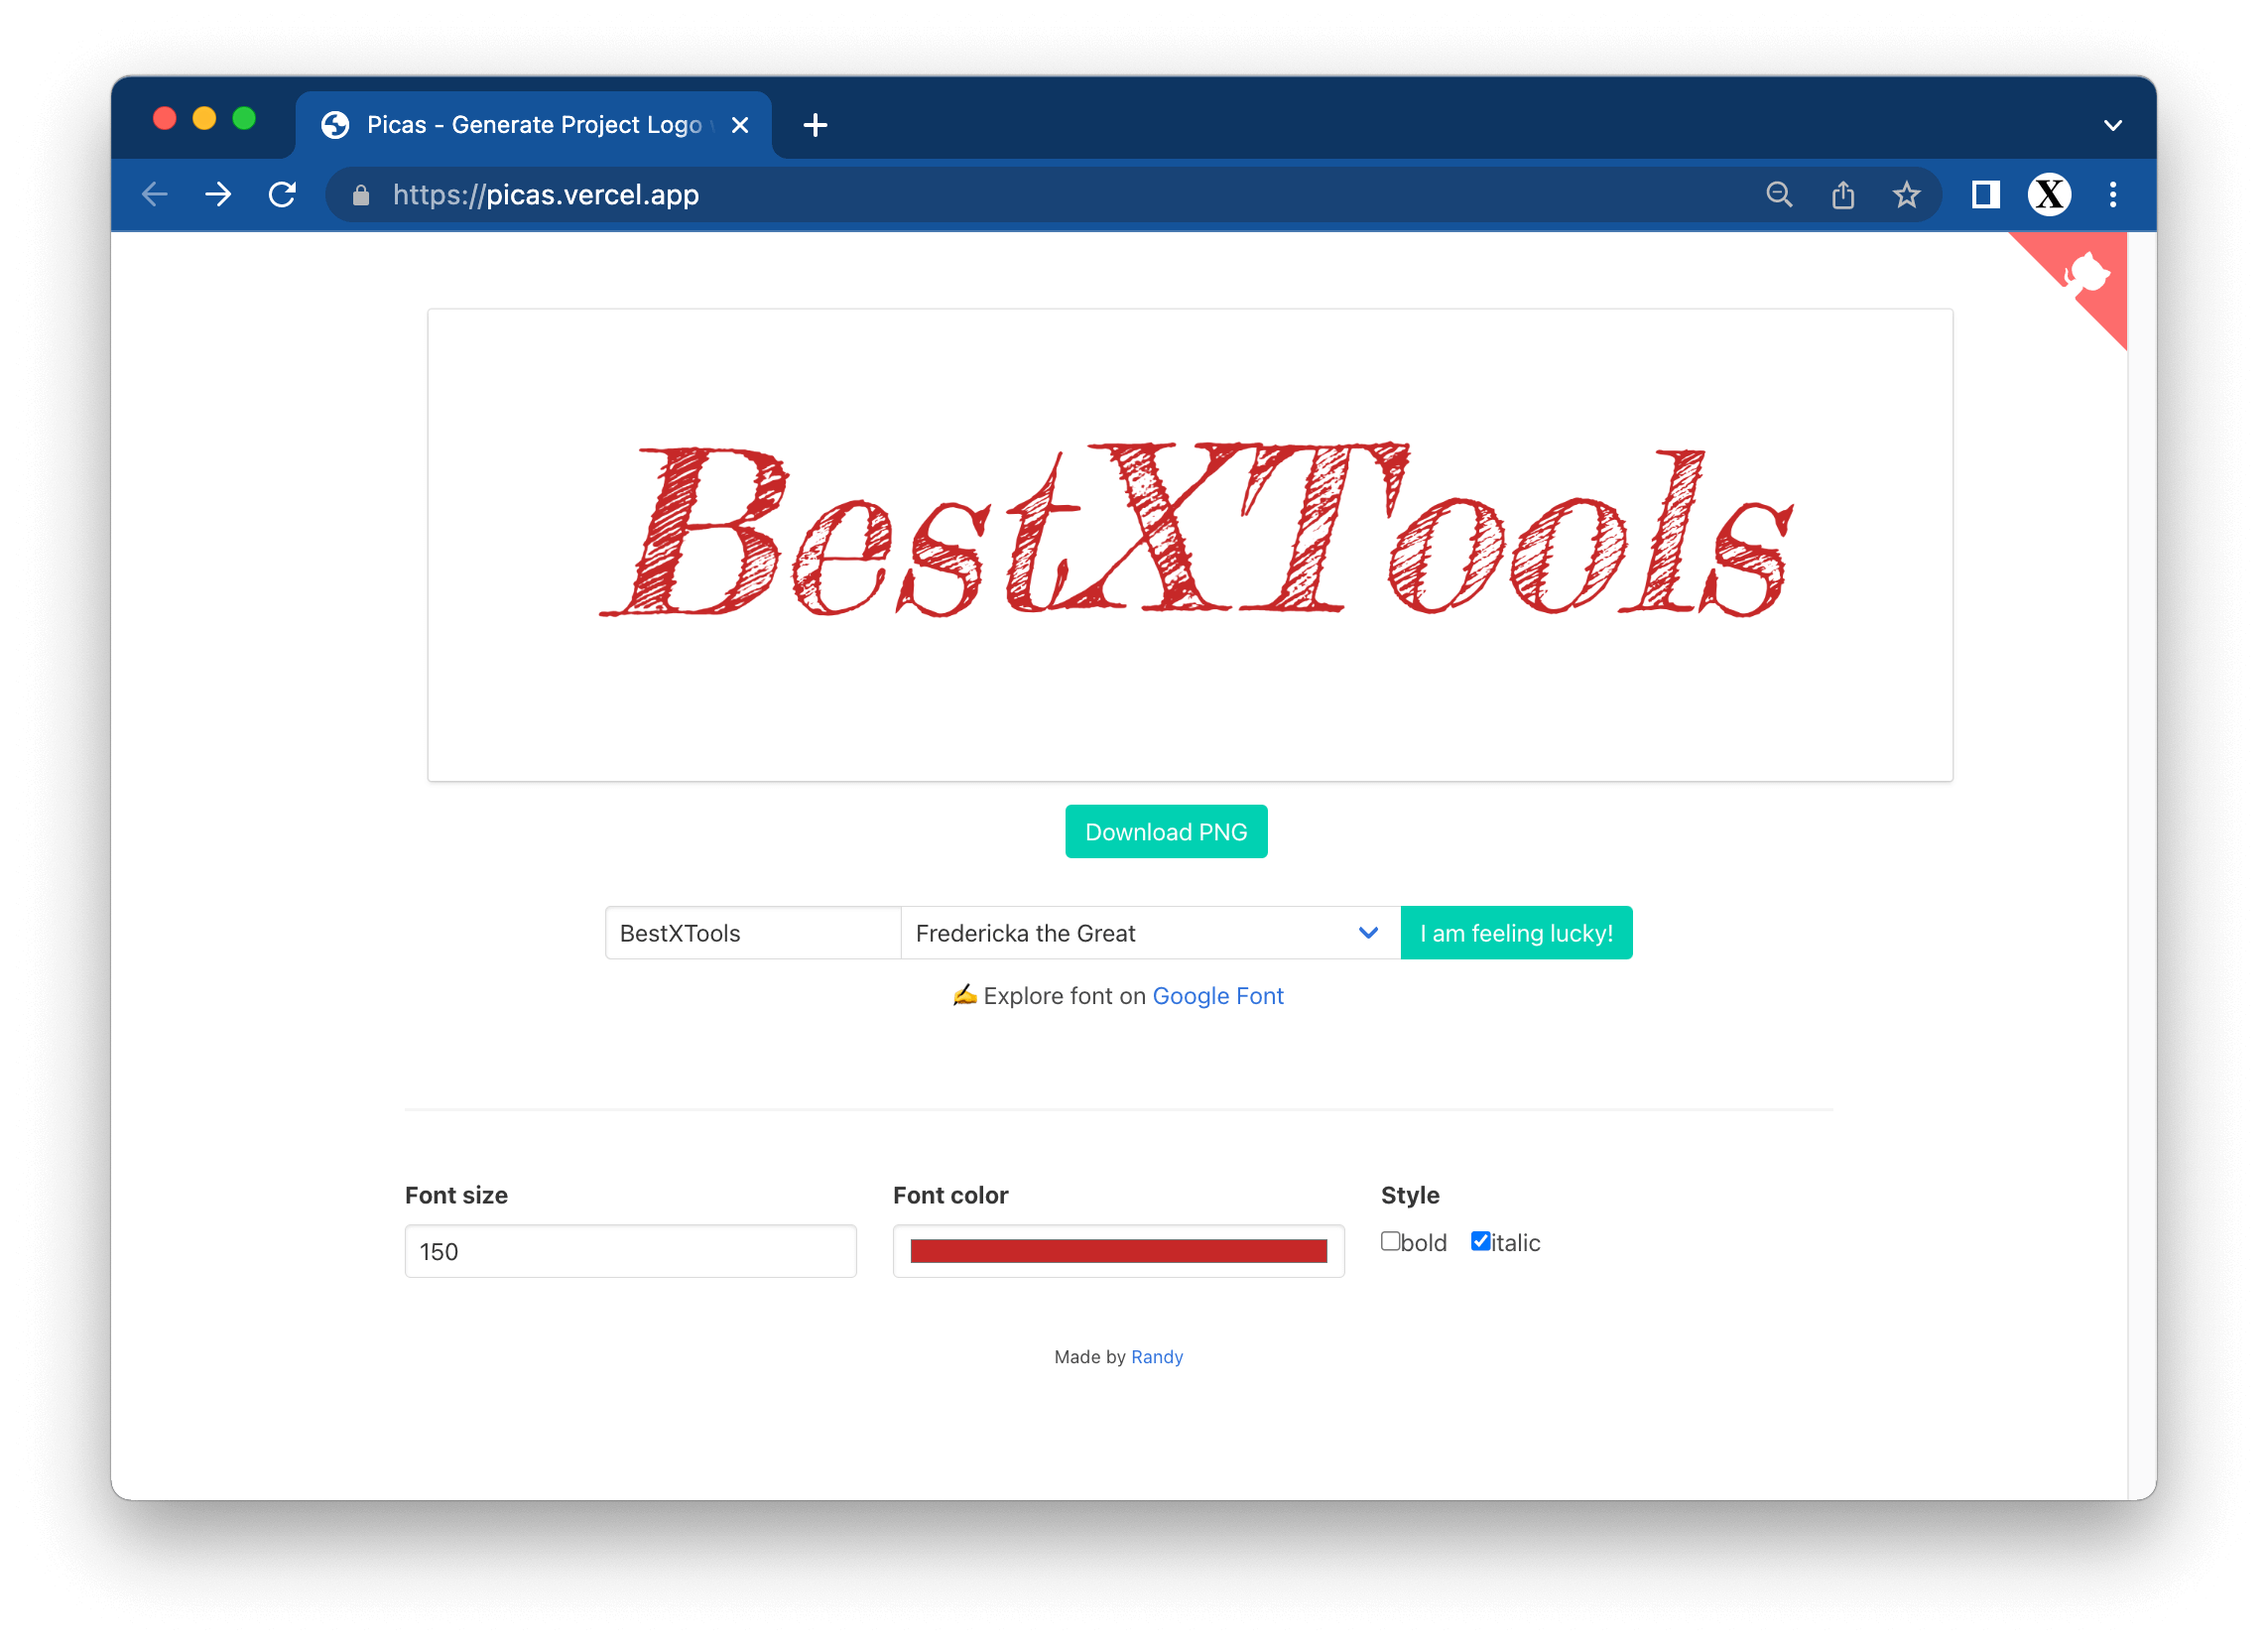 Picas - Generate Project Logo
https://picas.vercel.app
X
BestXTools
Download PNG
BestXTools Fredericka the Great I am feeling lucky!
✍️ Explore font on Google Font
Font size Font color Style
150 bold italic
Made by Randy